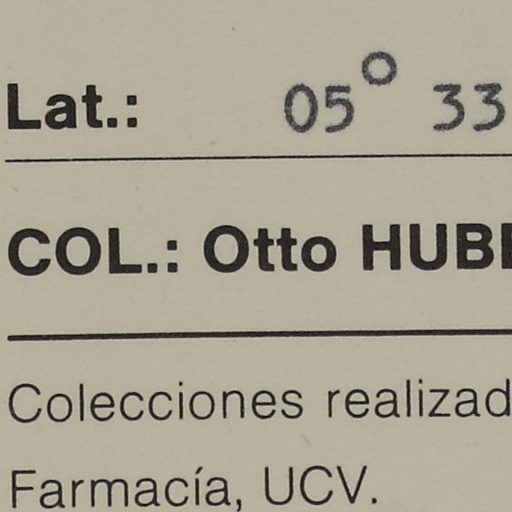 Lat.: 05° 33
COL.: Otto HUB
Colecciones realizad
Farmacía, UCV.